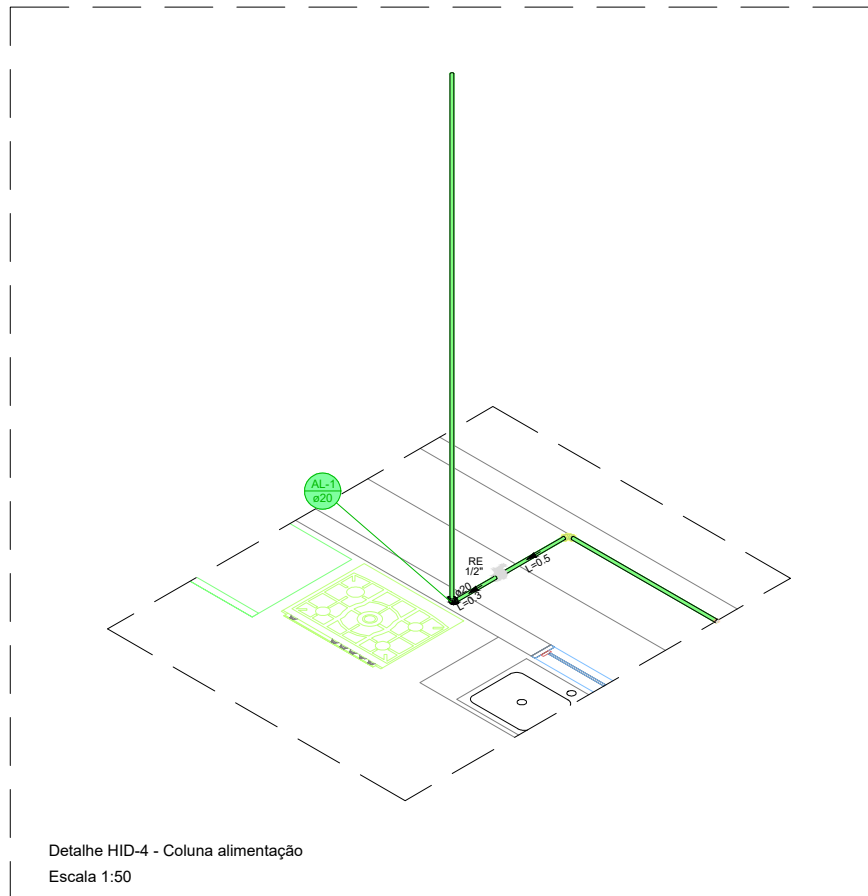 AL-1
ø20
RE
1/2"
ø20
L=0.3
L=0.5
Detalhe HID-4 - Coluna alimentação
Escala 1:50